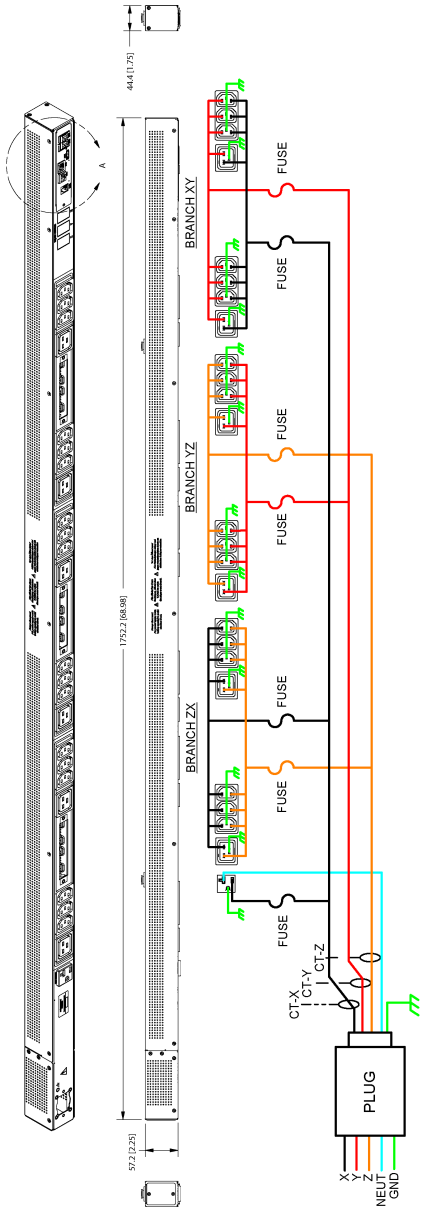 44.4 [1.75]
A
1752.2 [68.98]
57.2 [2.25]
BRANCH XY
BRANCH YZ
BRANCH ZX
FUSE
FUSE
FUSE
FUSE
FUSE
FUSE
FUSE
CT-X
CT-Y
CT-Z
PLUG
X
Y
Z
NEUT
GND